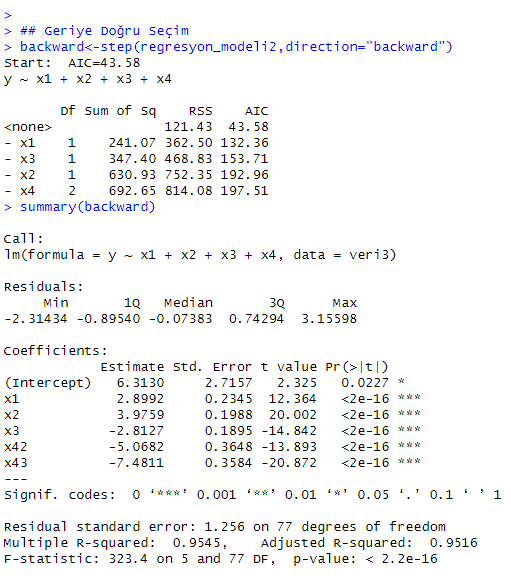 >
> ## Geriye Doğru Seçim
> backward<-step(regresyon_modeli2,direction="backward")
Start:  AIC=43.58
y ~ x1 + x2 + x3 + x4

       Df Sum of Sq    RSS    AIC
<none>              121.43  43.58
- x1    1    241.07 362.50 132.36
- x3    1    347.40 468.83 153.71
- x2    1    630.93 752.35 192.96
- x4    2    692.65 814.08 197.51
> summary(backward)

Call:
lm(formula = y ~ x1 + x2 + x3 + x4, data = veri3)

Residuals:
     Min       1Q   Median       3Q      Max
-2.31434 -0.89540 -0.07383  0.74294  3.15598

Coefficients:
            Estimate Std. Error t value Pr(>|t|)
(Intercept)   6.3130     2.7157   2.325   0.0227 *
x1            2.8992     0.2345  12.364   <2e-16 ***
x2            3.9759     0.1988  20.002   <2e-16 ***
x3           -2.8127     0.1895 -14.842   <2e-16 ***
x42          -5.0682     0.3648 -13.893   <2e-16 ***
x43          -7.4811     0.3584 -20.872   <2e-16 ***
---
Signif. codes:  0 ‘***’ 0.001 ‘**’ 0.01 ‘*’ 0.05 ‘.’ 0.1 ‘ ’ 1

Residual standard error: 1.256 on 77 degrees of freedom
Multiple R-squared:  0.9545,    Adjusted R-squared:  0.9516
F-statistic: 323.4 on 5 and 77 DF,  p-value: < 2.2e-16